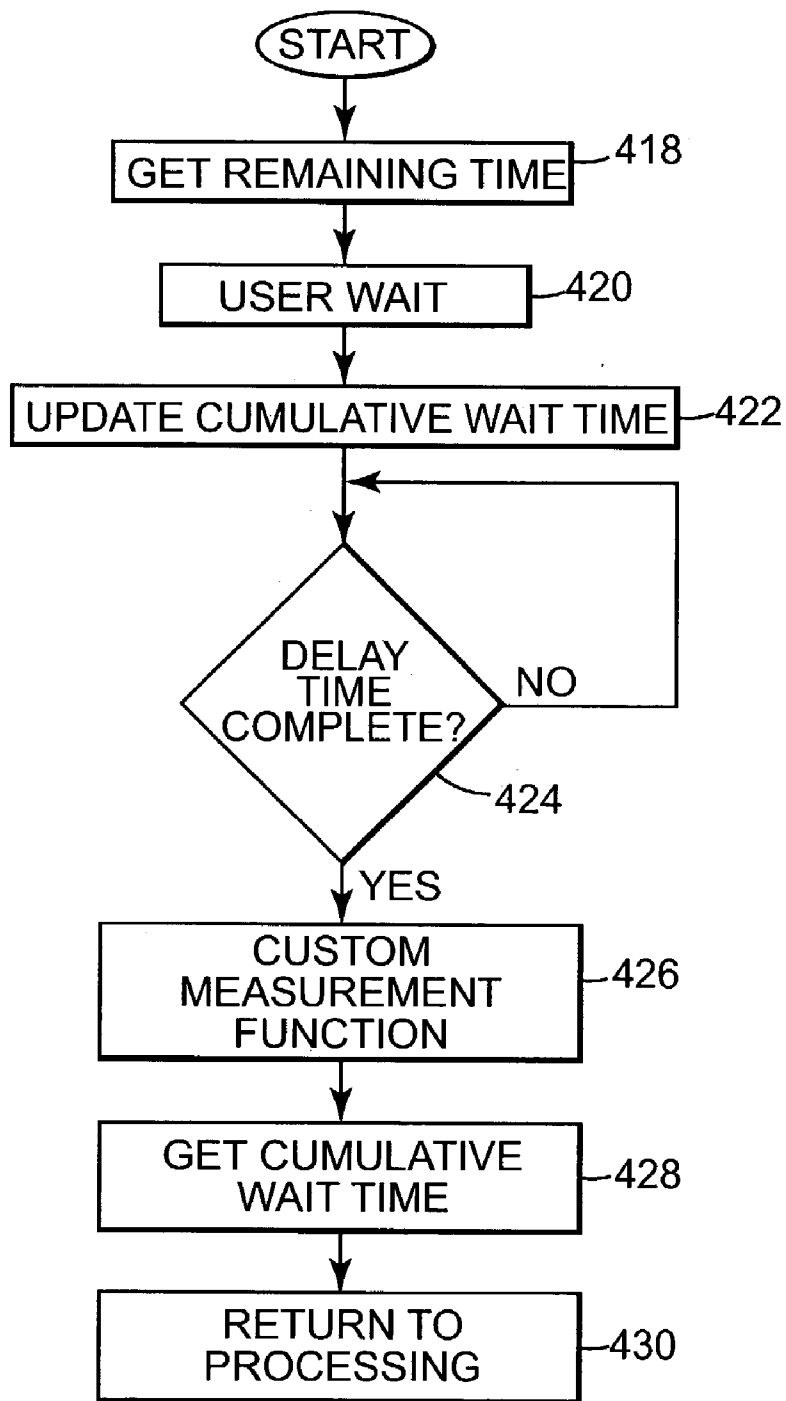 START
GET REMAINING TIME
418
USER WAIT
420
UPDATE CUMULATIVE WAIT TIME
422
DELAY
TIME
COMPLETE?
NO
424
YES
CUSTOM
MEASUREMENT
FUNCTION
426
GET CUMULATIVE
WAIT TIME
428
RETURN TO
PROCESSING
430